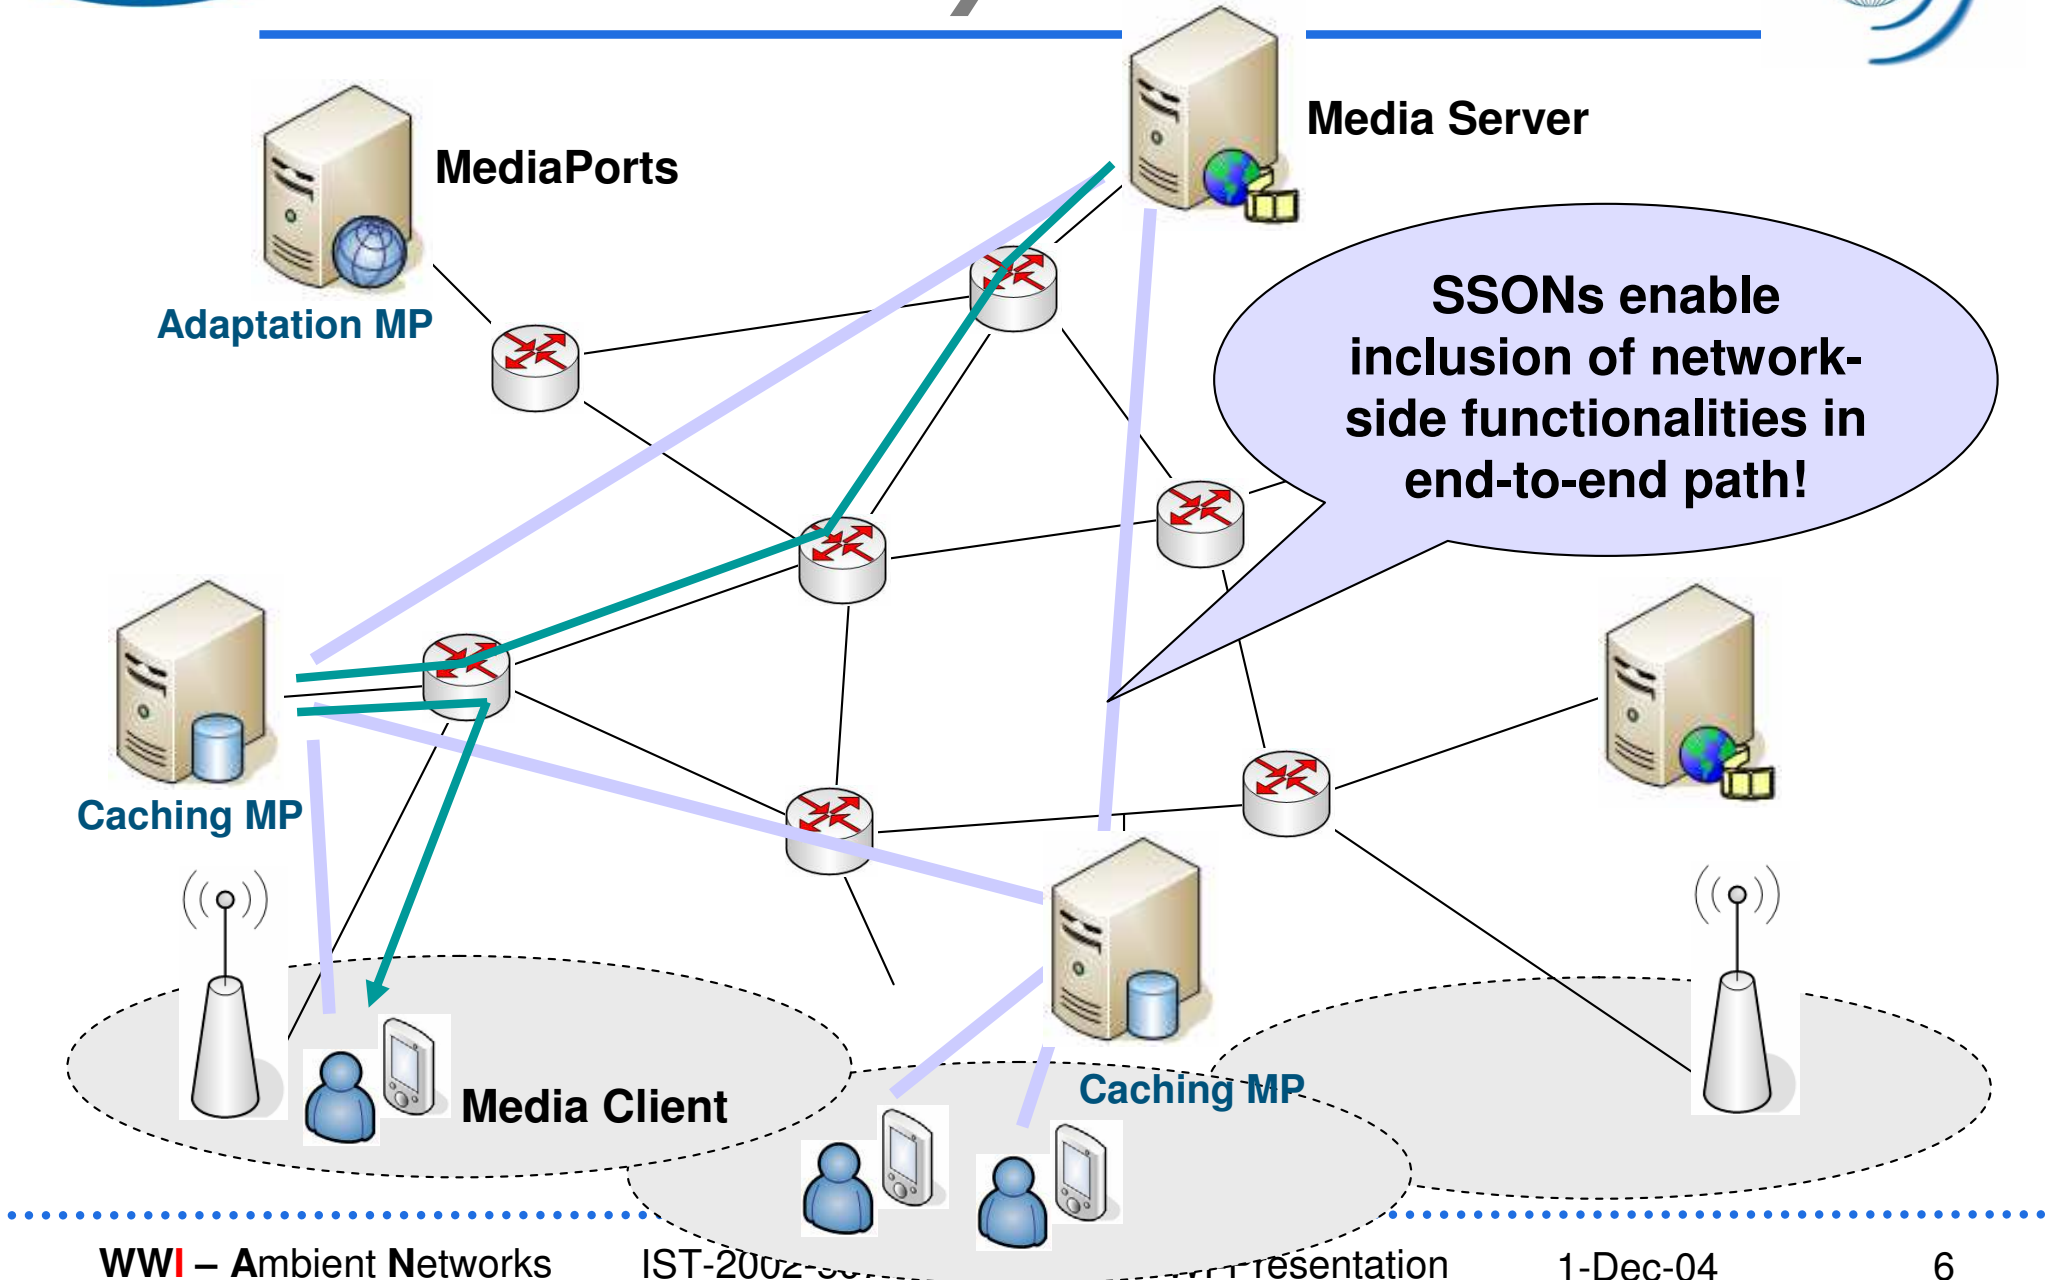 Media Server
MediaPorts
SSONs enable
inclusion of network-
side functionalities in
end-to-end path!
Adaptation MP
Caching MP
Caching MP
Media Client
WWI – Ambient Networks
1-Dec-04
6